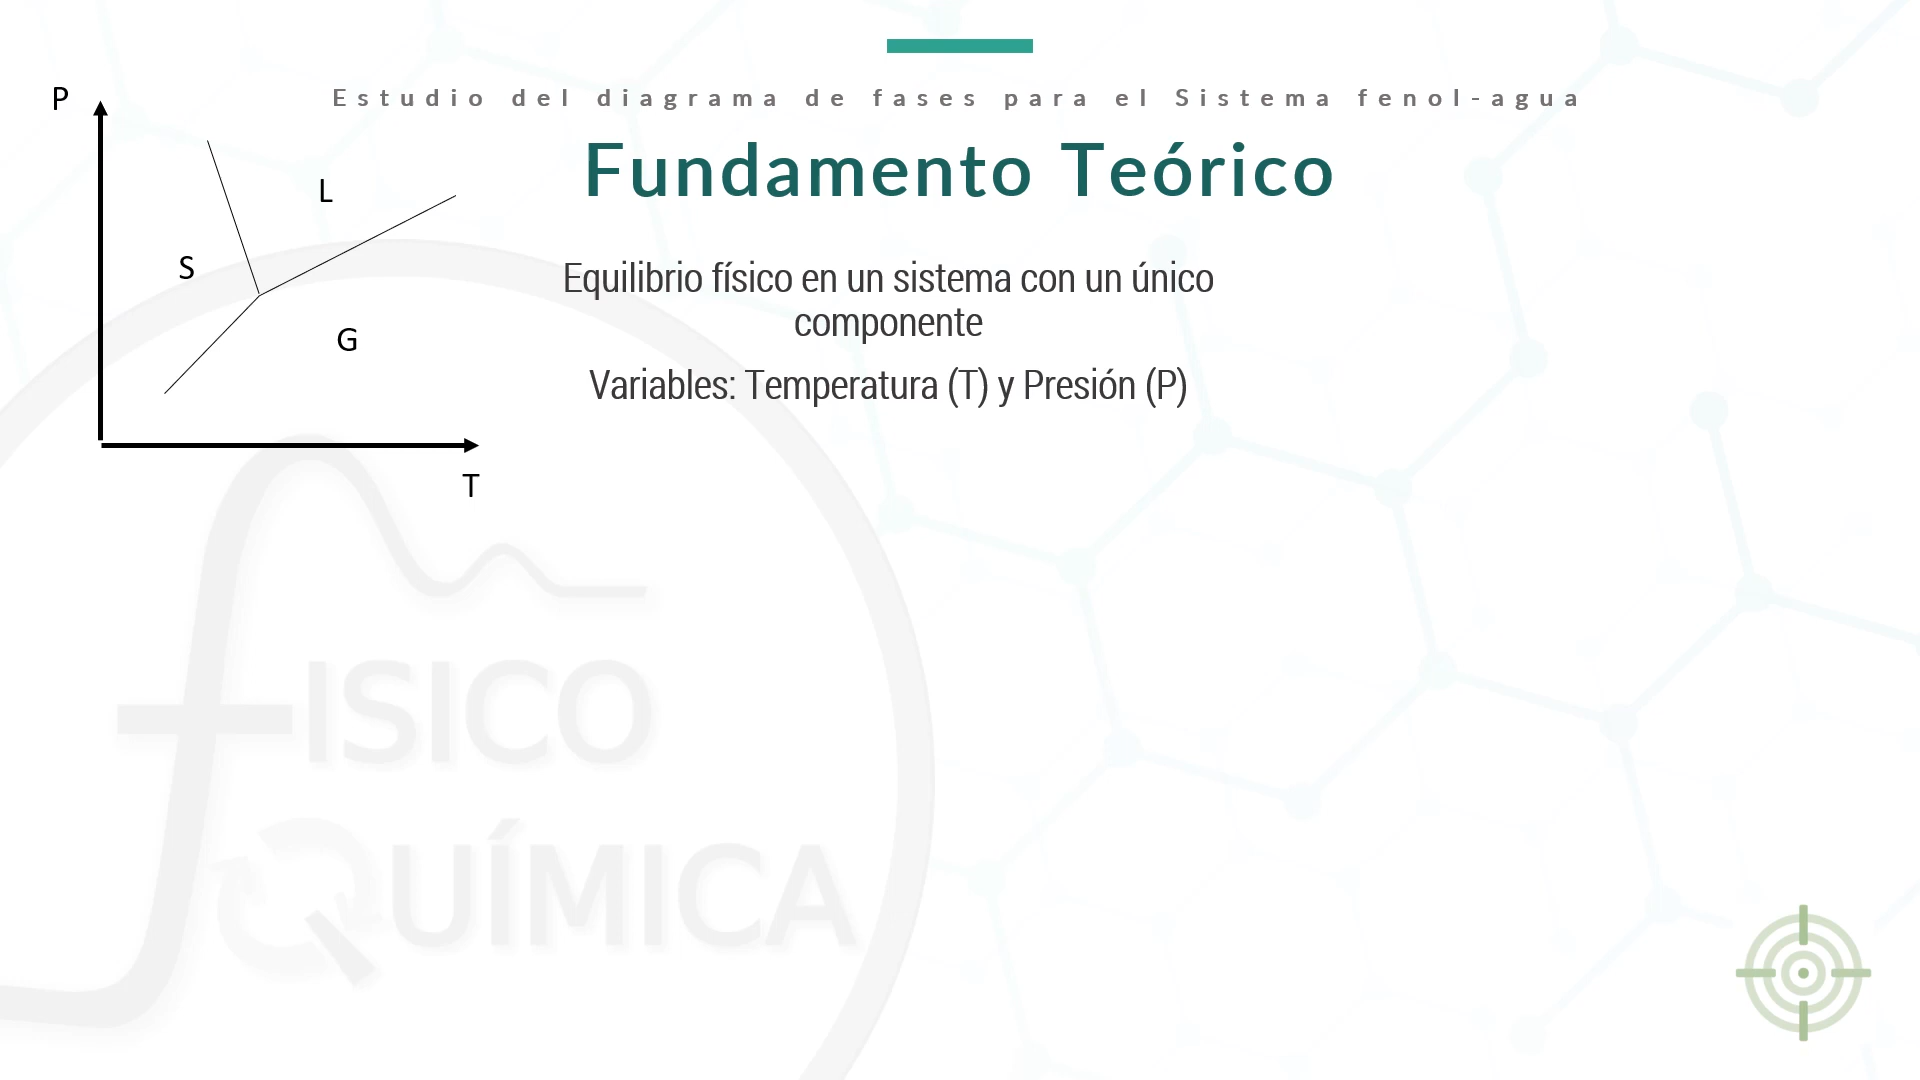 Estudio del diagrama de fases para el Sistema fenol-agua
Fundamento Teórico
P
L
S
G
T
Equilibrio físico en un sistema con un único
componente
Variables: Temperatura (T) y Presión (P)
FISICO
QUÍMICA